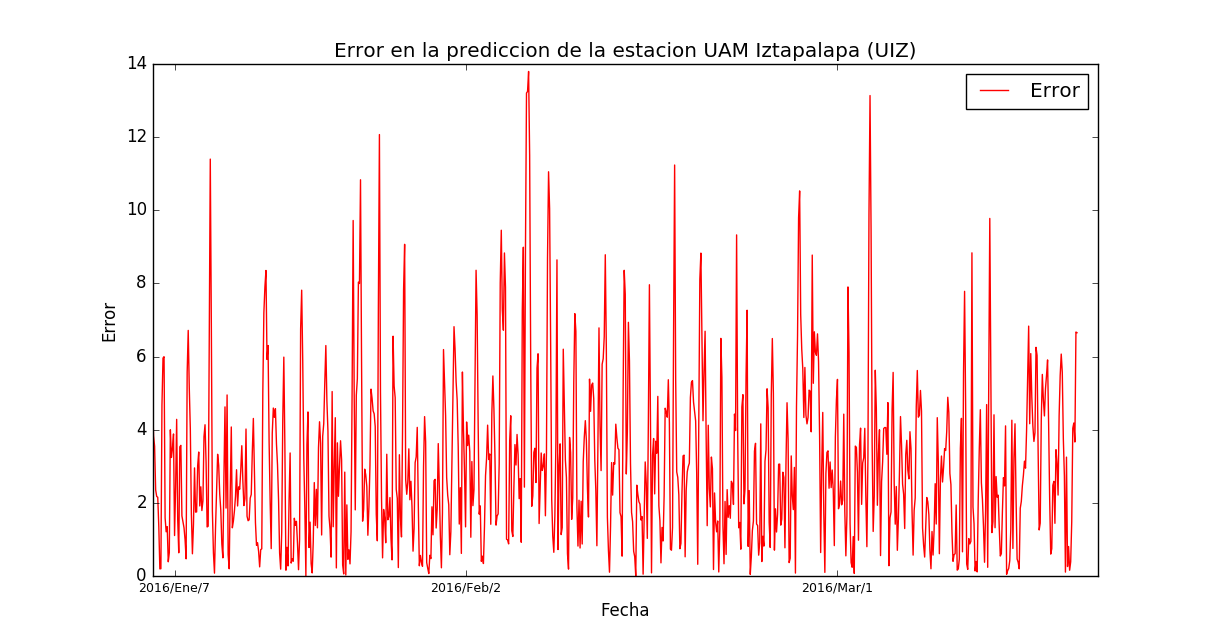 Error en la prediccion de la estacion UAM Iztapalapa (UIZ)
14
12
10
8
6
4
2
0
Error
Error
2016/Ene/7
2016/Feb/2
2016/Mar/1
Fecha